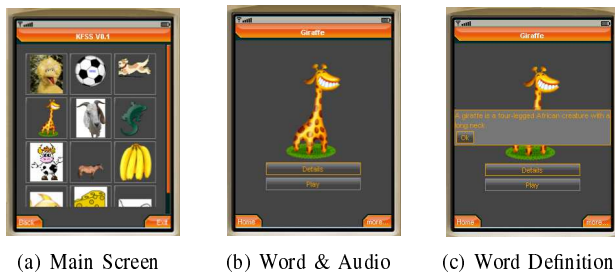 KFSS V0.1
Back
Exit
Giraffe
Details
Play
Home
more...
Giraffe
A giraffe is a four-legged African creature with a
long neck.
Ok
Details
Play
Home
more...
(a) Main Screen
(b) Word & Audio
(c) Word Definition